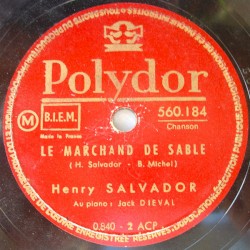 Polydor
M B.I.E.M.
Made in France
560.184
Chanson
LE MARCHAND DE SABLE
(H. Salvador - B. Michel)
Henry SALVADOR
Au piano : Jack DIEVAL
0.840 - 2 ACP